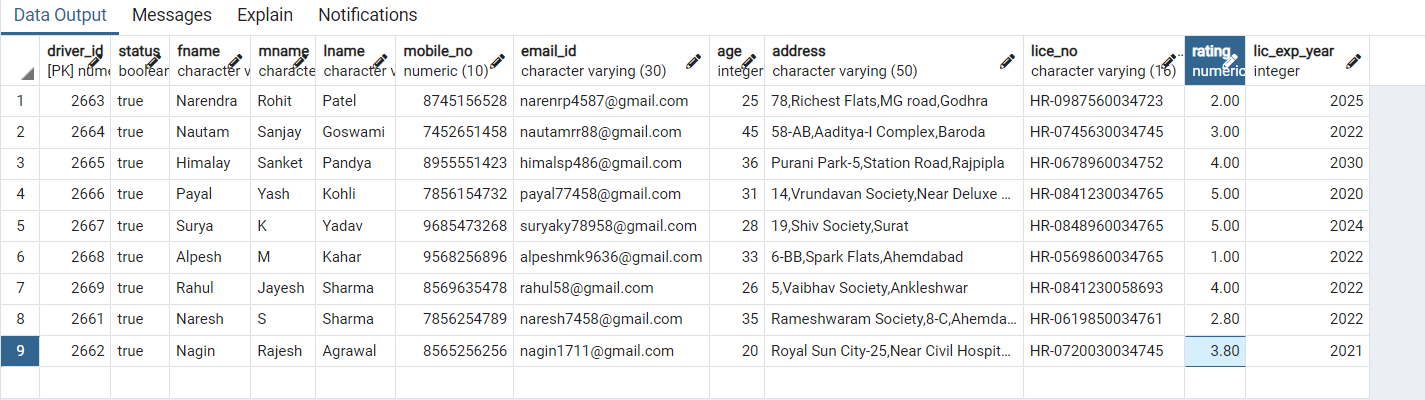 Data Output Messages Explain Notifications
driver_id status fname mname lname mobile_no email_id age address lice_no rating lic_exp_year
[PK] nume boolean character v characte character v numeric (10) character varying (30) integer character varying (50) character varying (16) numeric integer
1 2663 true Narendra Rohit Patel 8745156528 narenrp4587@gmail.com 25 78,Richest Flats,MG road,Godhra HR-0987560034723 2.00 2025
2 2664 true Nautam Sanjay Goswami 7452651458 nautamrr88@gmail.com 45 58-AB,Aaditya-I Complex,Baroda HR-0745630034745 3.00 2022
3 2665 true Himalay Sanket Pandya 8955551423 himalsp486@gmail.com 36 Purani Park-5,Station Road,Rajpipla HR-0678960034752 4.00 2030
4 2666 true Payal Yash Kohli 7856154732 payal77458@gmail.com 31 14,Vrundavan Society,Near Deluxe ... HR-0841230034765 5.00 2020
5 2667 true Surya K Yadav 9685473268 suryaky78958@gmail.com 28 19,Shiv Society,Surat HR-0848960034765 5.00 2024
6 2668 true Alpesh M Kahar 9568256896 alpeshmk9636@gmail.com 33 6-BB,Spark Flats,Ahemdabad HR-0569860034765 1.00 2022
7 2669 true Rahul Jayesh Sharma 8569635478 rahul58@gmail.com 26 5,Vaibhav Society,Ankleshwar HR-0841230058693 4.00 2022
8 2661 true Naresh S Sharma 7856254789 naresh7458@gmail.com 35 Rameshwaram Society,8-C,Ahemda... HR-0619850034761 2.80 2022
9 2662 true Nagin Rajesh Agrawal 8565256256 nagin1711@gmail.com 20 Royal Sun City-25,Near Civil Hospit... HR-0720030034745 3.80 2021